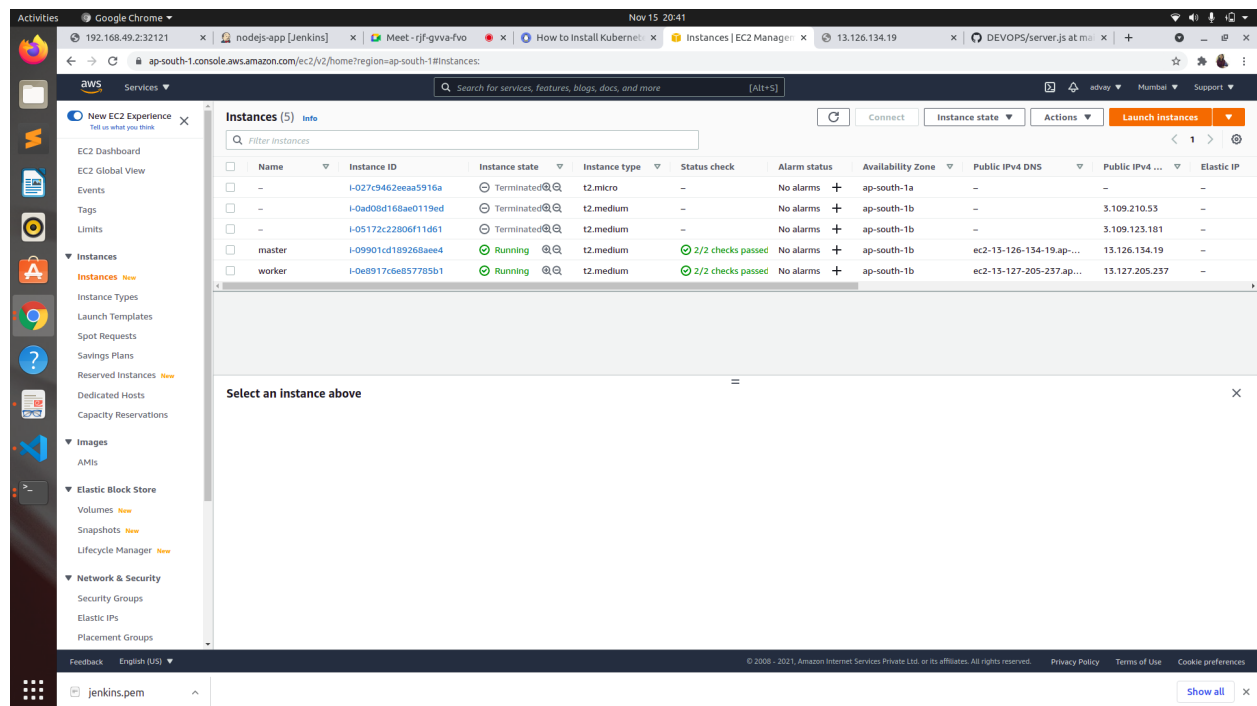 Activities Google Chrome ▾ Nov 15 20:41
192.168.49.2:32121 × nodejs-app [Jenkins] × Meet - rjf-gvva-fvo × How to Install Kubernet × Instances | EC2 Manager × 13.126.134.19 × DEVOPS/server.js at ma × +
ap-south-1.console.aws.amazon.com/ec2/v2/home?region=ap-south-1#Instances:
aws Services ▼ Search for services, features, blogs, docs, and more [Alt+S] advay ▼ Mumbai ▼ Support ▼
New EC2 Experience
Tell us what you think
EC2 Dashboard
EC2 Global View
Events
Tags
Limits
▼ Instances
Instances New
Instance Types
Launch Templates
Spot Requests
Savings Plans
Reserved Instances New
Dedicated Hosts
Capacity Reservations
▼ Images
AMIs
▼ Elastic Block Store
Volumes New
Snapshots New
Lifecycle Manager New
▼ Network & Security
Security Groups
Elastic IPs
Placement Groups
Instances (5) Info Connect Instance state ▼ Actions ▼ Launch instances ▼
Filter instances < 1 >
Name Instance ID Instance state Instance type Status check Alarm status Availability Zone Public IPv4 DNS Public IPv4 ... Elastic IP
– i-027c9462eeaa5916a Terminated t2.micro – No alarms + ap-south-1a – – –
– i-0ad08d168ae0119ed Terminated t2.medium – No alarms + ap-south-1b – 3.109.210.53 –
– i-05172c22806f11d61 Terminated t2.medium – No alarms + ap-south-1b – 3.109.123.181 –
master i-09901cd189268aee4 Running t2.medium 2/2 checks passed No alarms + ap-south-1b ec2-13-126-134-19.ap-... 13.126.134.19 –
worker i-0e8917c6e857785b1 Running t2.medium 2/2 checks passed No alarms + ap-south-1b ec2-13-127-205-237.ap... 13.127.205.237 –
Select an instance above
Feedback English (US) ▼ © 2008 - 2021, Amazon Internet Services Private Ltd. or its affiliates. All rights reserved. Privacy Policy Terms of Use Cookie preferences
jenkins.pem Show all